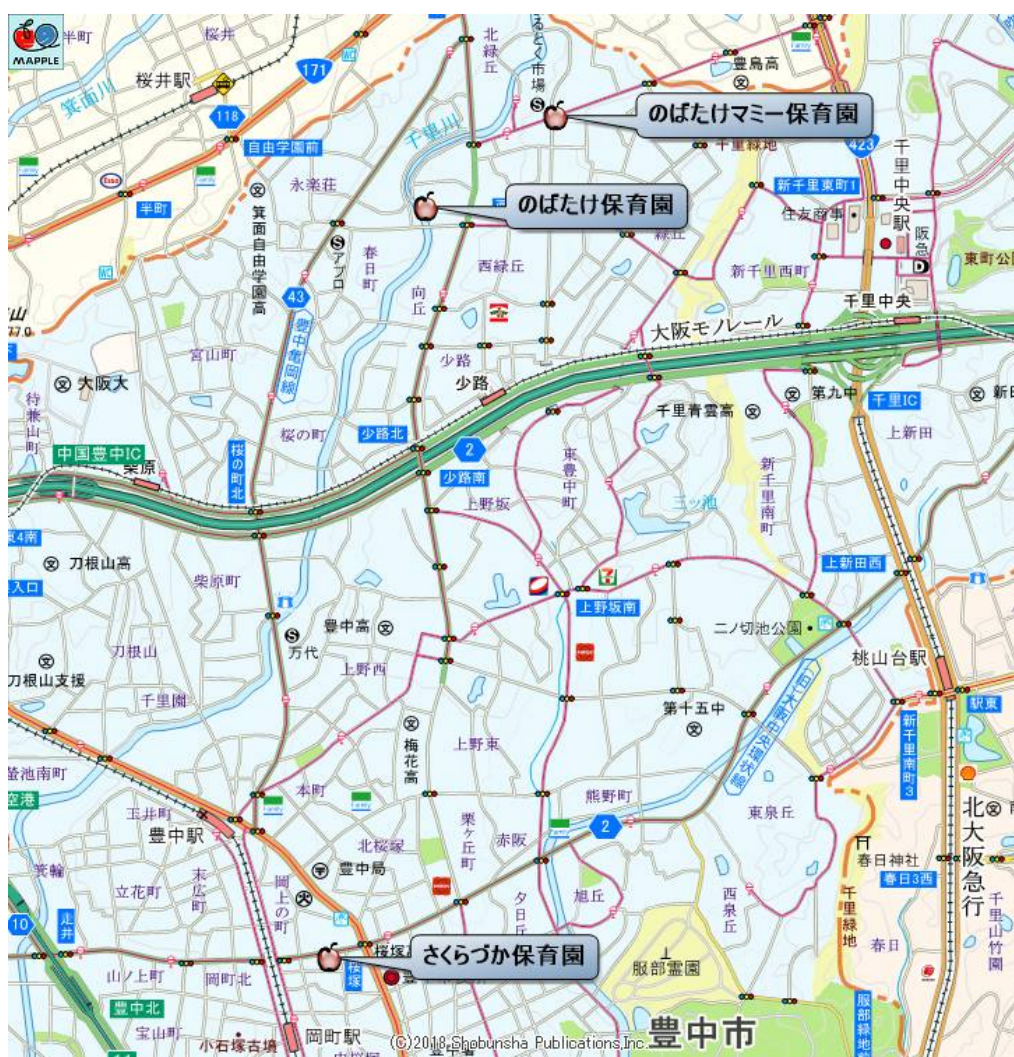 MAPPLE
半町
桜井
北緑丘
桜井駅
171
豊島高
箕面川
118
千里川
のばたけマミー保育園
自由学園前
423
千里緑地
永楽荘
千里中央駅
新千里東町1
半町
箕面自由学園高
のばたけ保育園
住友商事
アプロ
春日町
西緑丘
阪急
新千里西町
東町公園
43
向丘
千里中央
大阪モノレール
宮山町
少路
少路
大阪大
待兼山町
第九中
千里IC
千里青雲高
桜の町
少路北
上新田
中国豊中IC
2
柴原
桜の町北
少路南
東豊中町
新千里南町
上野坂
三ツ池
刀根山高
柴原町
上新田西
上野坂南
豊中高
二ノ切池公園
万代
刀根山
上野西
桃山台駅
刀根山支援
千里園
第十五中
駅東
梅花高
上野東
新千里南町3
蛍池南町
空港
本町
熊野町
玉井町
東泉丘
豊中駅
栗ケ丘町
赤阪
2
北大阪急行
北桜塚
春日神社
箕輪
豊中局
春日3西
立花町
末広町
岡上の町
旭丘
夕日丘
西泉丘
千里緑地
千里山竹園
10
走井
さくらづか保育園
春日
服部霊園
山ノ上町
岡町北
桜塚
豊中北
宝山町
岡町駅
小石塚古墳
豊中市
服部緑地
©2018 Shobunsha Publications,Inc.